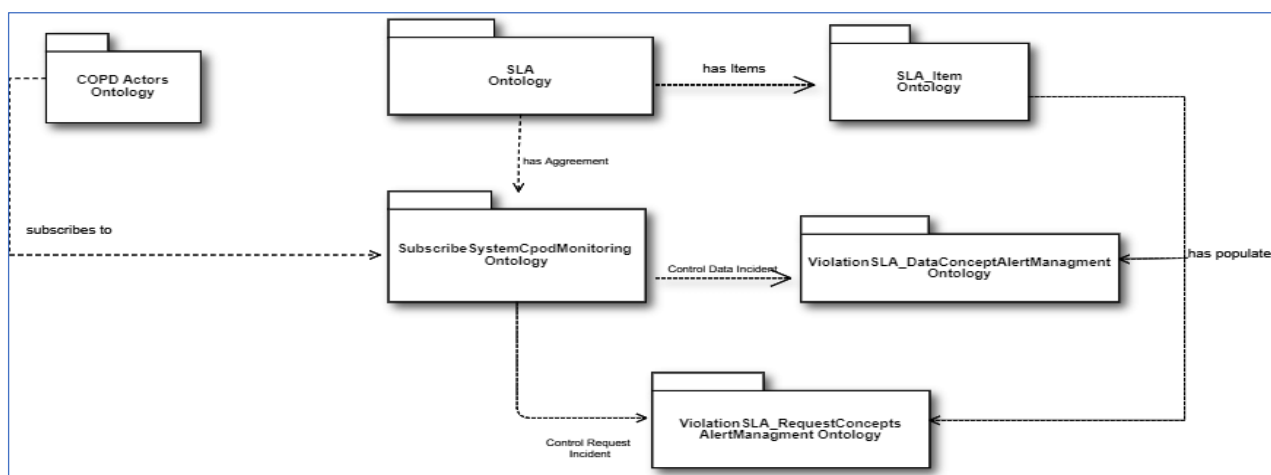 COPD Actors
Ontology
SLA
Ontology
has Items
SLA_Item
Ontology
has Aggreement
subscribes to
SubscribeSystemCpodMonitoring
Ontology
Control Data Incident
ViolationSLA_DataConceptAlertManagment
Ontology
has populate
ViolationSLA_RequestConcepts
AlertManagment Ontology
Control Request
Incident